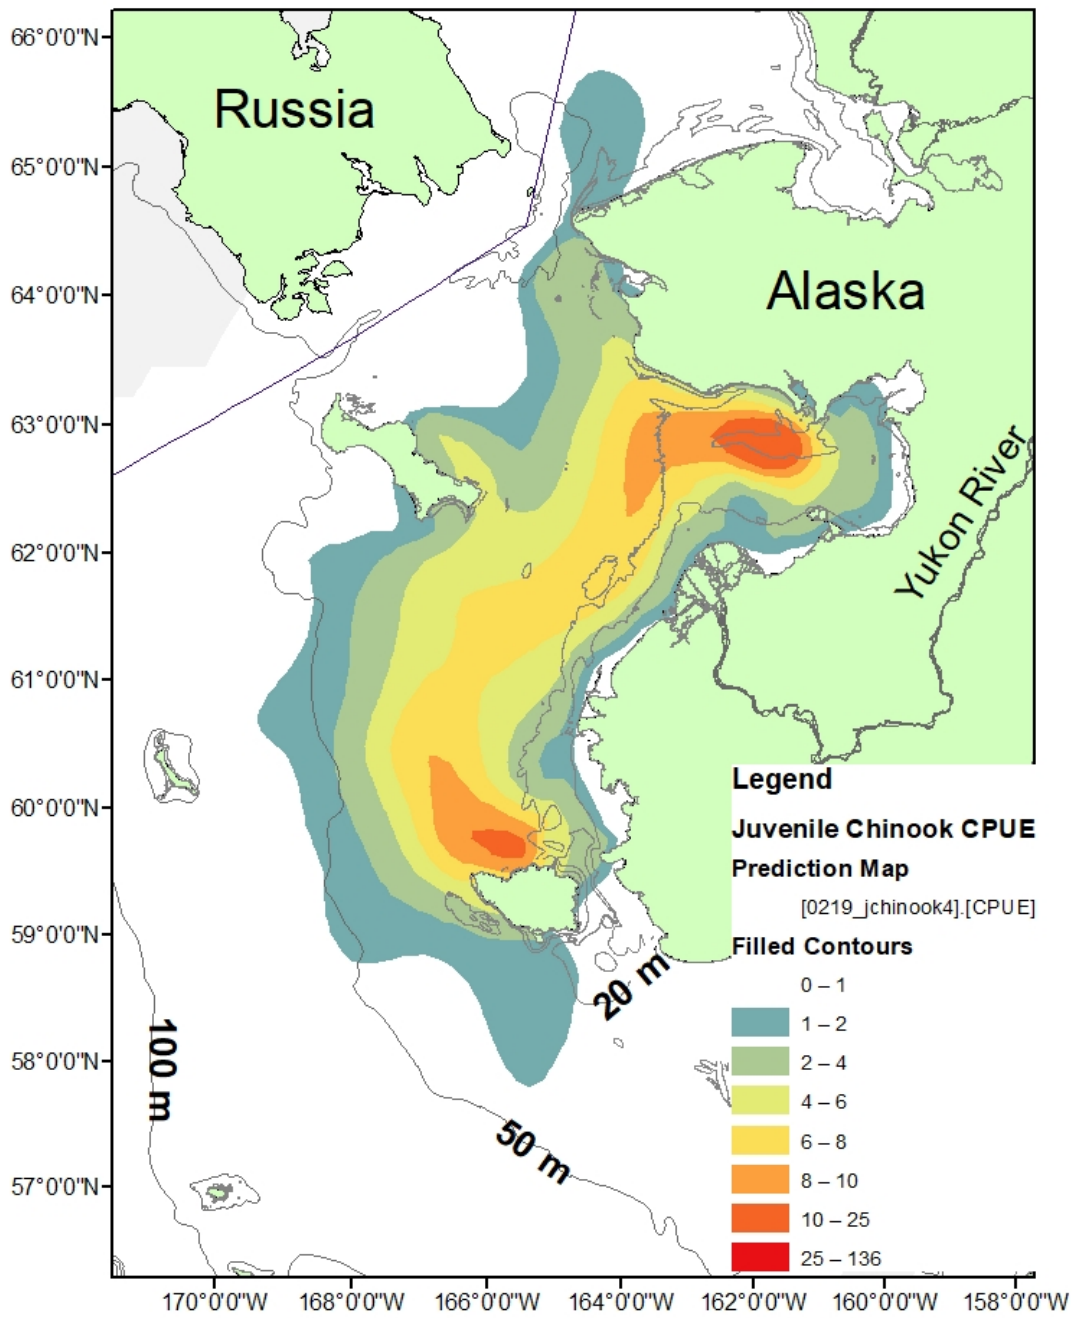 66°0'0"N
65°0'0"N
64°0'0"N
63°0'0"N
62°0'0"N
61°0'0"N
60°0'0"N
59°0'0"N
58°0'0"N
57°0'0"N
Russia
Alaska
Yukon River
20 m
50 m
100 m
Legend
Juvenile Chinook CPUE
Prediction Map
[0219_jchinook4].[CPUE]
Filled Contours
0 – 1
1 – 2
2 – 4
4 – 6
6 – 8
8 – 10
10 – 25
25 – 136
170°0'0"W 168°0'0"W 166°0'0"W 164°0'0"W 162°0'0"W 160°0'0"W 158°0'0"W